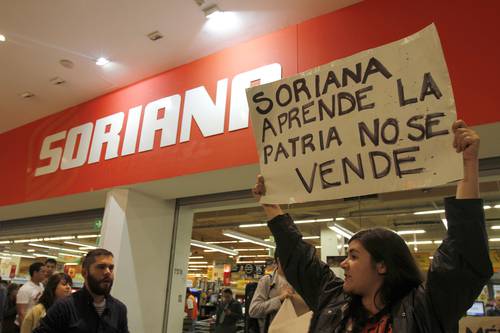 SORIANA
SORIANA
APRENDE LA
PATRIA NO SE
VENDE